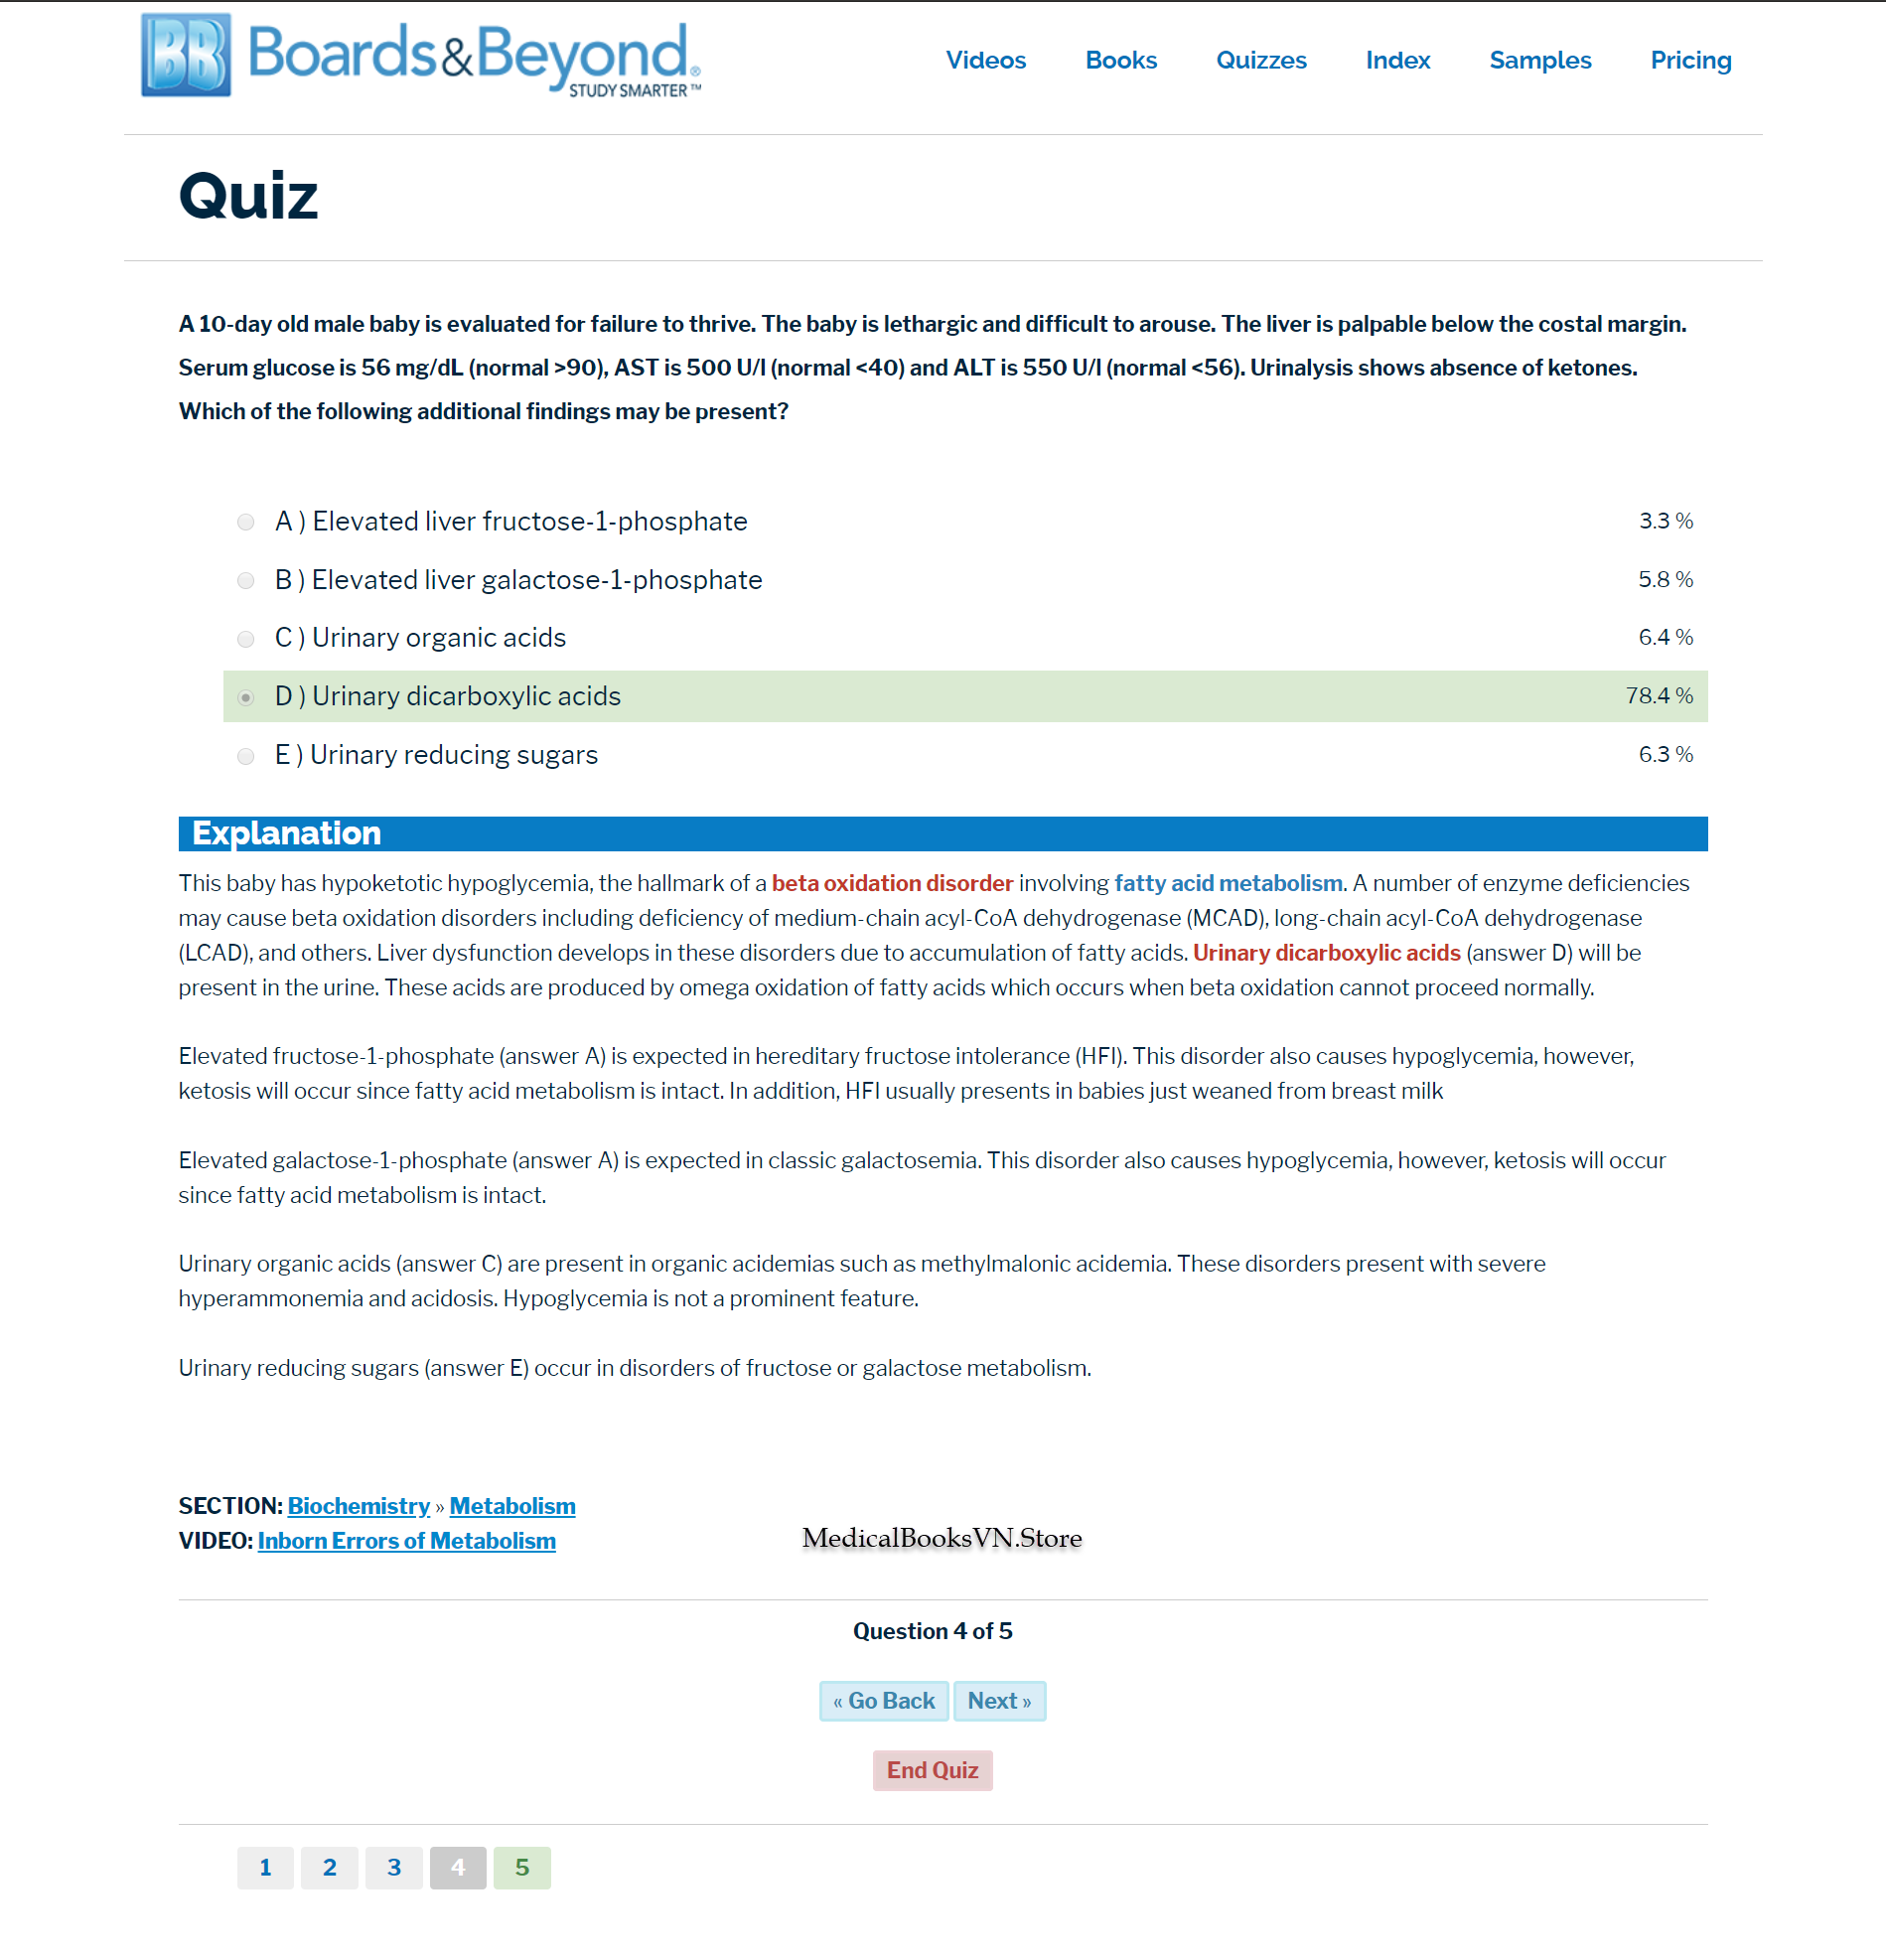 BB Boards&Beyond®
STUDY SMARTER™
Videos Books Quizzes Index Samples Pricing
Quiz
A 10-day old male baby is evaluated for failure to thrive. The baby is lethargic and difficult to arouse. The liver is palpable below the costal margin.
Serum glucose is 56 mg/dL (normal >90), AST is 500 U/l (normal <40) and ALT is 550 U/l (normal <56). Urinalysis shows absence of ketones.
Which of the following additional findings may be present?
A ) Elevated liver fructose-1-phosphate 3.3 %
B ) Elevated liver galactose-1-phosphate 5.8 %
C ) Urinary organic acids 6.4 %
D ) Urinary dicarboxylic acids 78.4 %
E ) Urinary reducing sugars 6.3 %
Explanation
This baby has hypoketotic hypoglycemia, the hallmark of a beta oxidation disorder involving fatty acid metabolism. A number of enzyme deficiencies
may cause beta oxidation disorders including deficiency of medium-chain acyl-CoA dehydrogenase (MCAD), long-chain acyl-CoA dehydrogenase
(LCAD), and others. Liver dysfunction develops in these disorders due to accumulation of fatty acids. Urinary dicarboxylic acids (answer D) will be
present in the urine. These acids are produced by omega oxidation of fatty acids which occurs when beta oxidation cannot proceed normally.
Elevated fructose-1-phosphate (answer A) is expected in hereditary fructose intolerance (HFI). This disorder also causes hypoglycemia, however,
ketosis will occur since fatty acid metabolism is intact. In addition, HFI usually presents in babies just weaned from breast milk
Elevated galactose-1-phosphate (answer A) is expected in classic galactosemia. This disorder also causes hypoglycemia, however, ketosis will occur
since fatty acid metabolism is intact.
Urinary organic acids (answer C) are present in organic acidemias such as methylmalonic acidemia. These disorders present with severe
hyperammonemia and acidosis. Hypoglycemia is not a prominent feature.
Urinary reducing sugars (answer E) occur in disorders of fructose or galactose metabolism.
SECTION: Biochemistry » Metabolism
VIDEO: Inborn Errors of Metabolism
MedicalBooksVN.Store
Question 4 of 5
« Go Back Next »
End Quiz
1 2 3 4 5